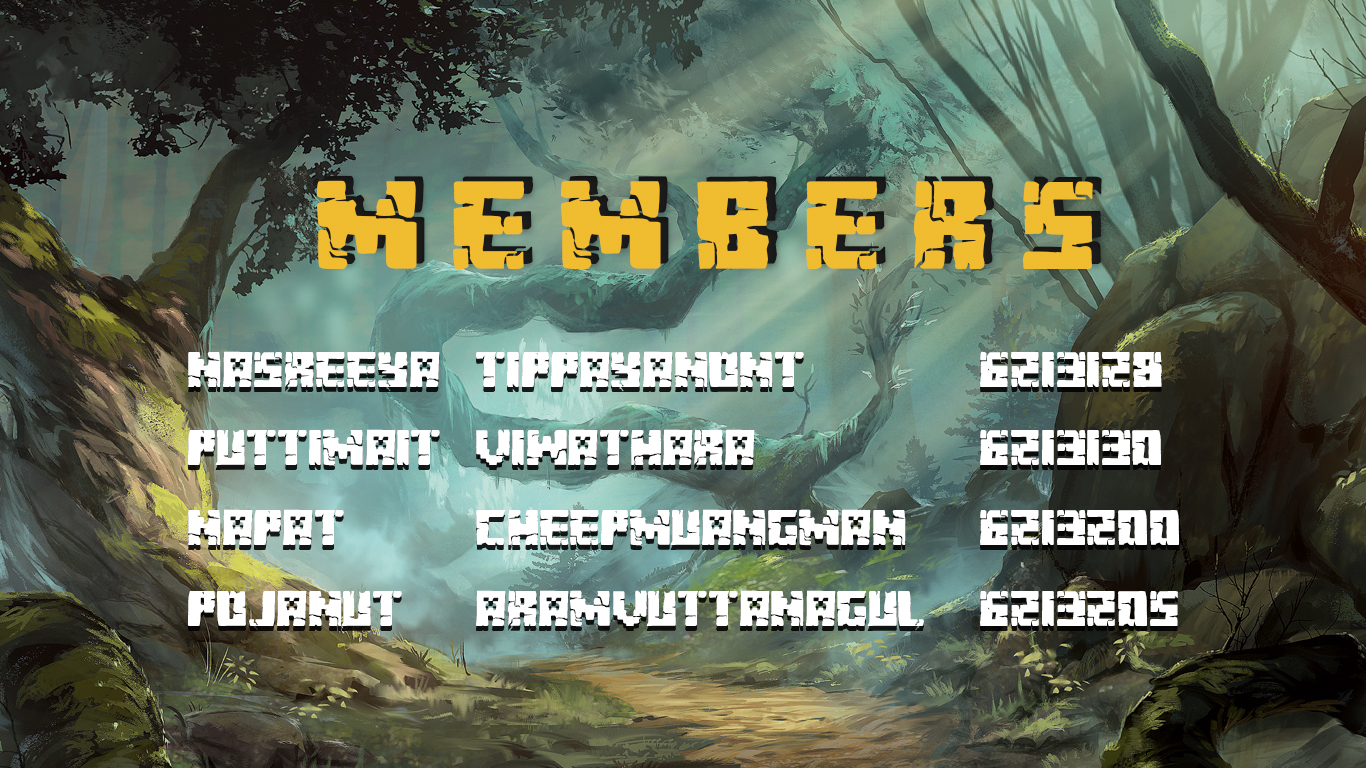 MEMBERS
NASREEYA TIPPAYANONT 6213128
PUTTIMAIT VIWATHARA 6213130
NAPAT CHEEPMUANGMAN 6213200
POJANUT ARAMVUTTANAGUL 6213205